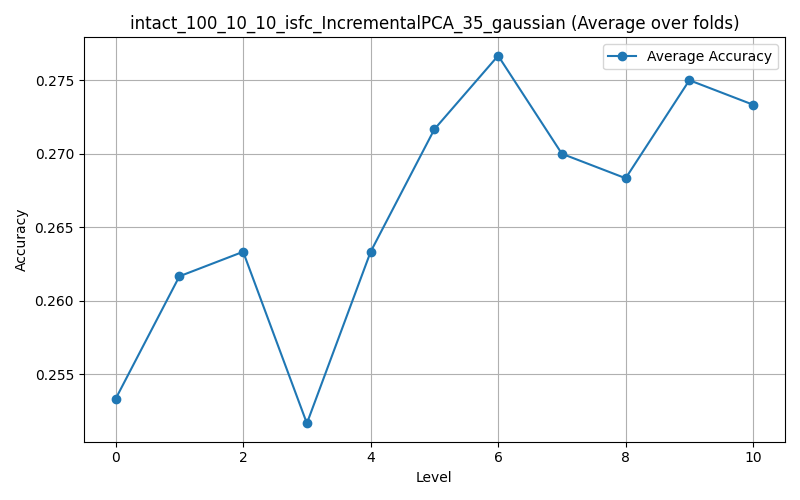 intact_100_10_10_isfc_IncrementalPCA_35_gaussian (Average over folds)
Average Accuracy
0.275
0.270
0.265
0.260
0.255
Accuracy
0 2 4 6 8 10
Level